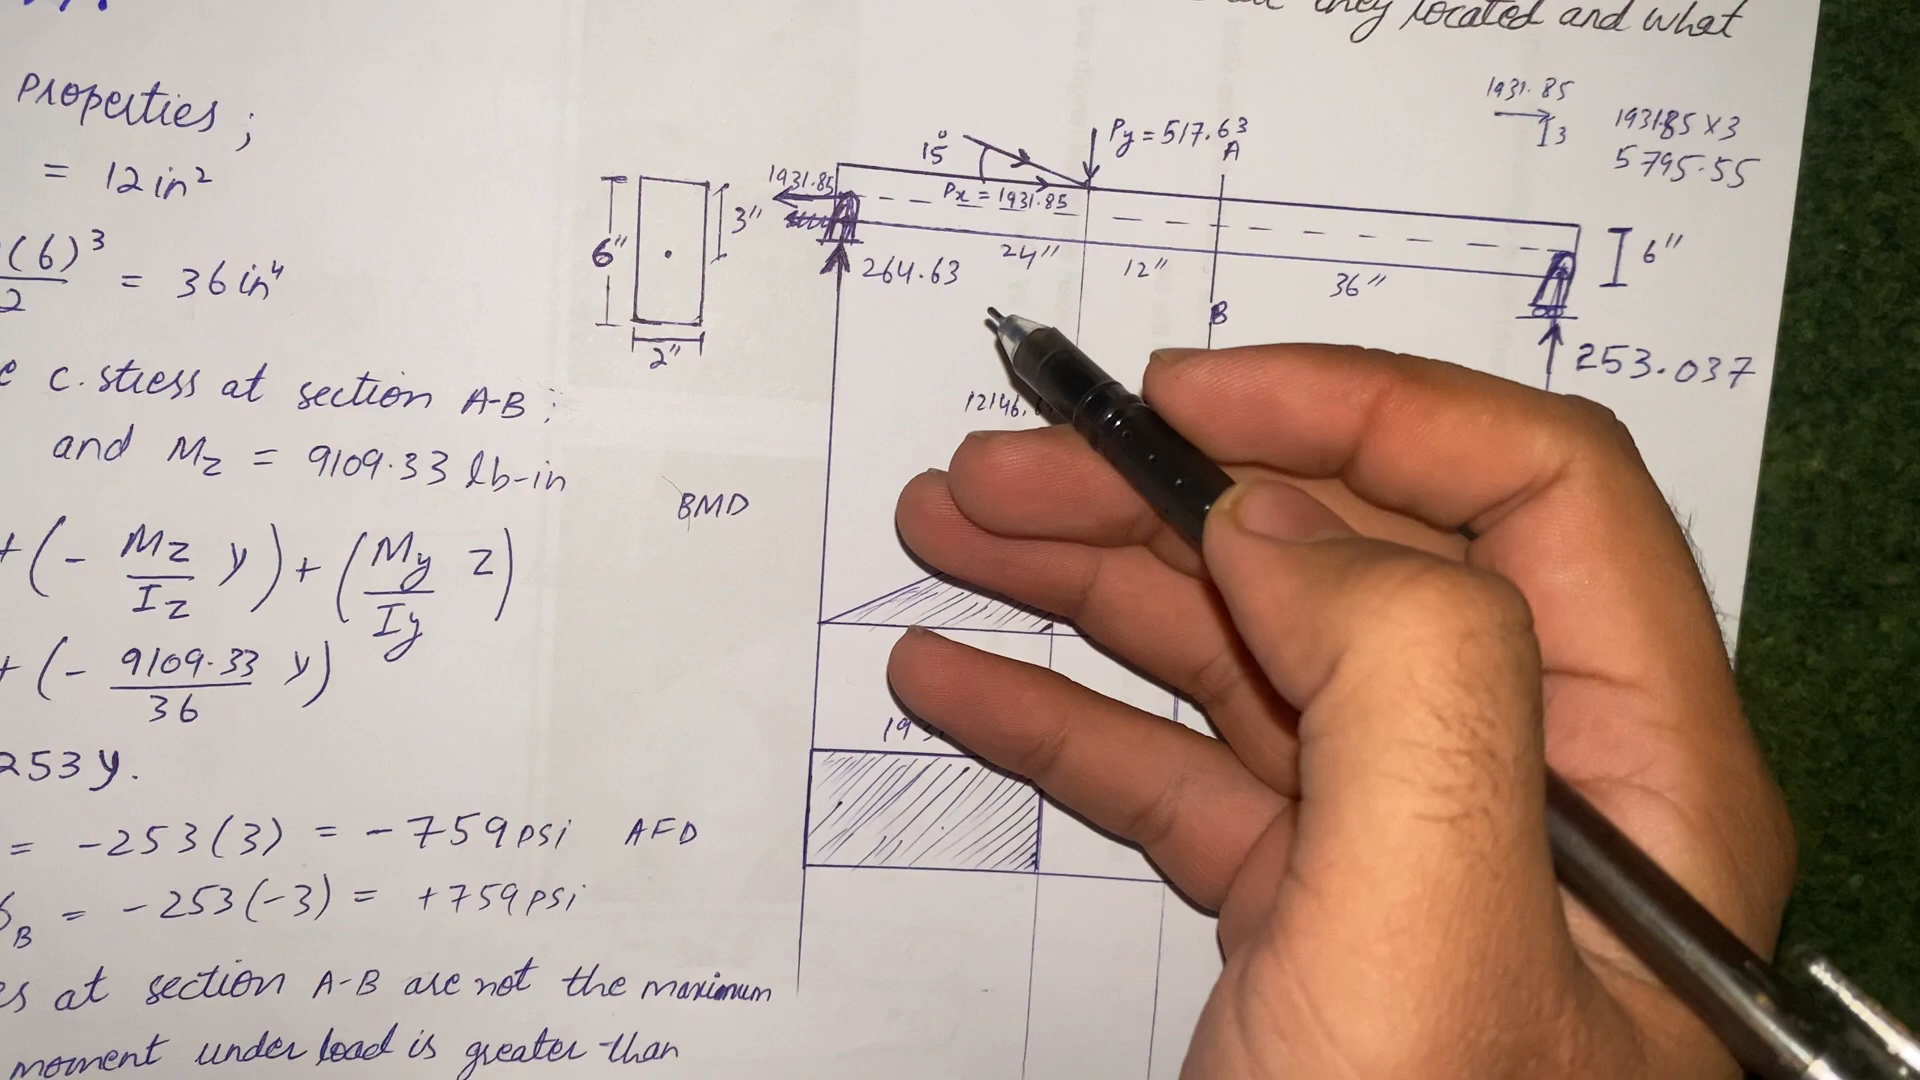 they located and what
properties ;
= 12 in²
(6)³
2
= 36 in⁴
c. stress at section A-B ;
and Mz = 9109.33 lb-in
+ (- Mz/Iz y) + (My/Iy z)
+ (- 9109.33/36 y)
253y.
= -253(3) = -759 psi
B = -253(-3) = +759 psi
at section A-B are not the maximum
moment under load is greater than
6"
3"
2"
15°
Py = 517.63
A
1931.85
Px = 1931.85
264.63
24"
12"
B
36"
6"
253.037
1931.85
3
1931.85 x 3
5795.55
BMD
12146.
AFD